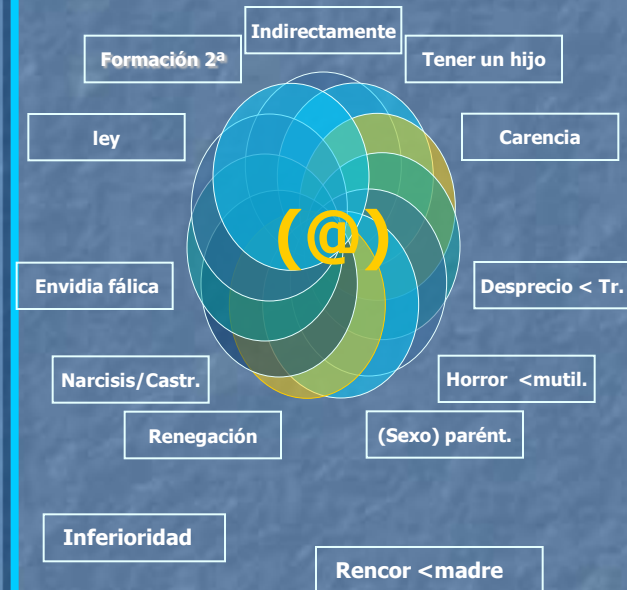 Indirectamente
Formación 2ª
Tener un hijo
ley
Carencia
(@)
Envidia fálica
Desprecio < Tr.
Narcisis/Castr.
Horror <mutil.
Renegación
(Sexo) parént.
Inferioridad
Rencor <madre